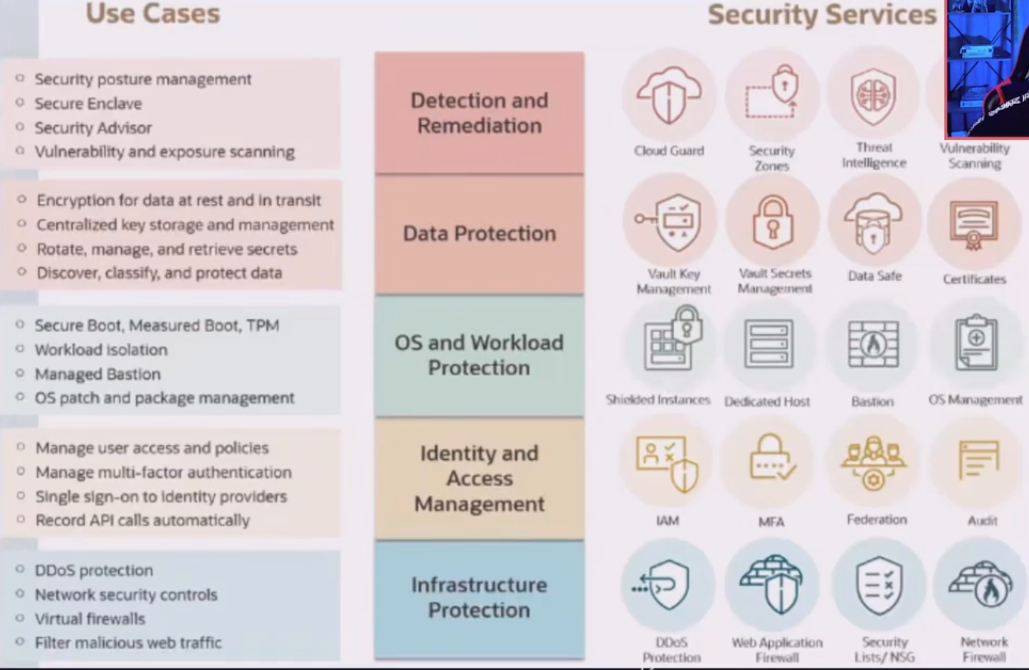 Use Cases
Security Services
Security posture management
Secure Enclave
Security Advisor
Vulnerability and exposure scanning
Detection and
Remediation
Cloud Guard
Security
Zones
Threat
Intelligence
Vulnerability
Scanning
Encryption for data at rest and in transit
Centralized key storage and management
Rotate, manage, and retrieve secrets
Discover, classify, and protect data
Data Protection
Vault Key
Management
Vault Secrets
Management
Data Safe
Certificates
Secure Boot, Measured Boot, TPM
Workload isolation
Managed Bastion
OS patch and package management
OS and Workload
Protection
Shielded Instances
Dedicated Host
Bastion
OS Management
Manage user access and policies
Manage multi-factor authentication
Single sign-on to identity providers
Record API calls automatically
Identity and
Access
Management
IAM
MFA
Federation
Audit
DDoS protection
Network security controls
Virtual firewalls
Filter malicious web traffic
Infrastructure
Protection
DDoS
Protection
Web Application
Firewall
Security
Lists/ NSG
Network
Firewall